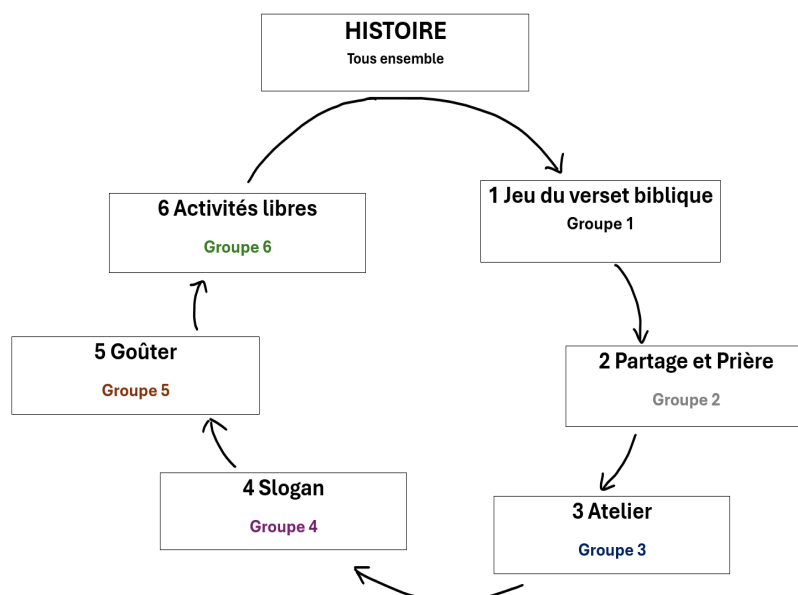 HISTOIRE
Tous ensemble
1 Jeu du verset biblique
Groupe 1
2 Partage et Prière
Groupe 2
3 Atelier
Groupe 3
4 Slogan
Groupe 4
5 Goûter
Groupe 5
6 Activités libres
Groupe 6